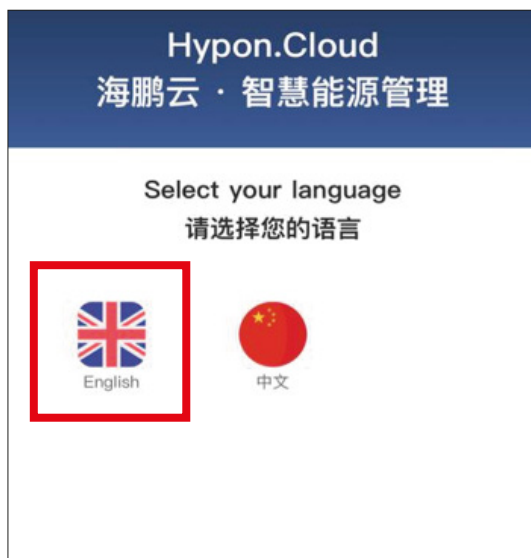 Hypon.Cloud
海鹏云 · 智慧能源管理
Select your language
请选择您的语言
English
中文